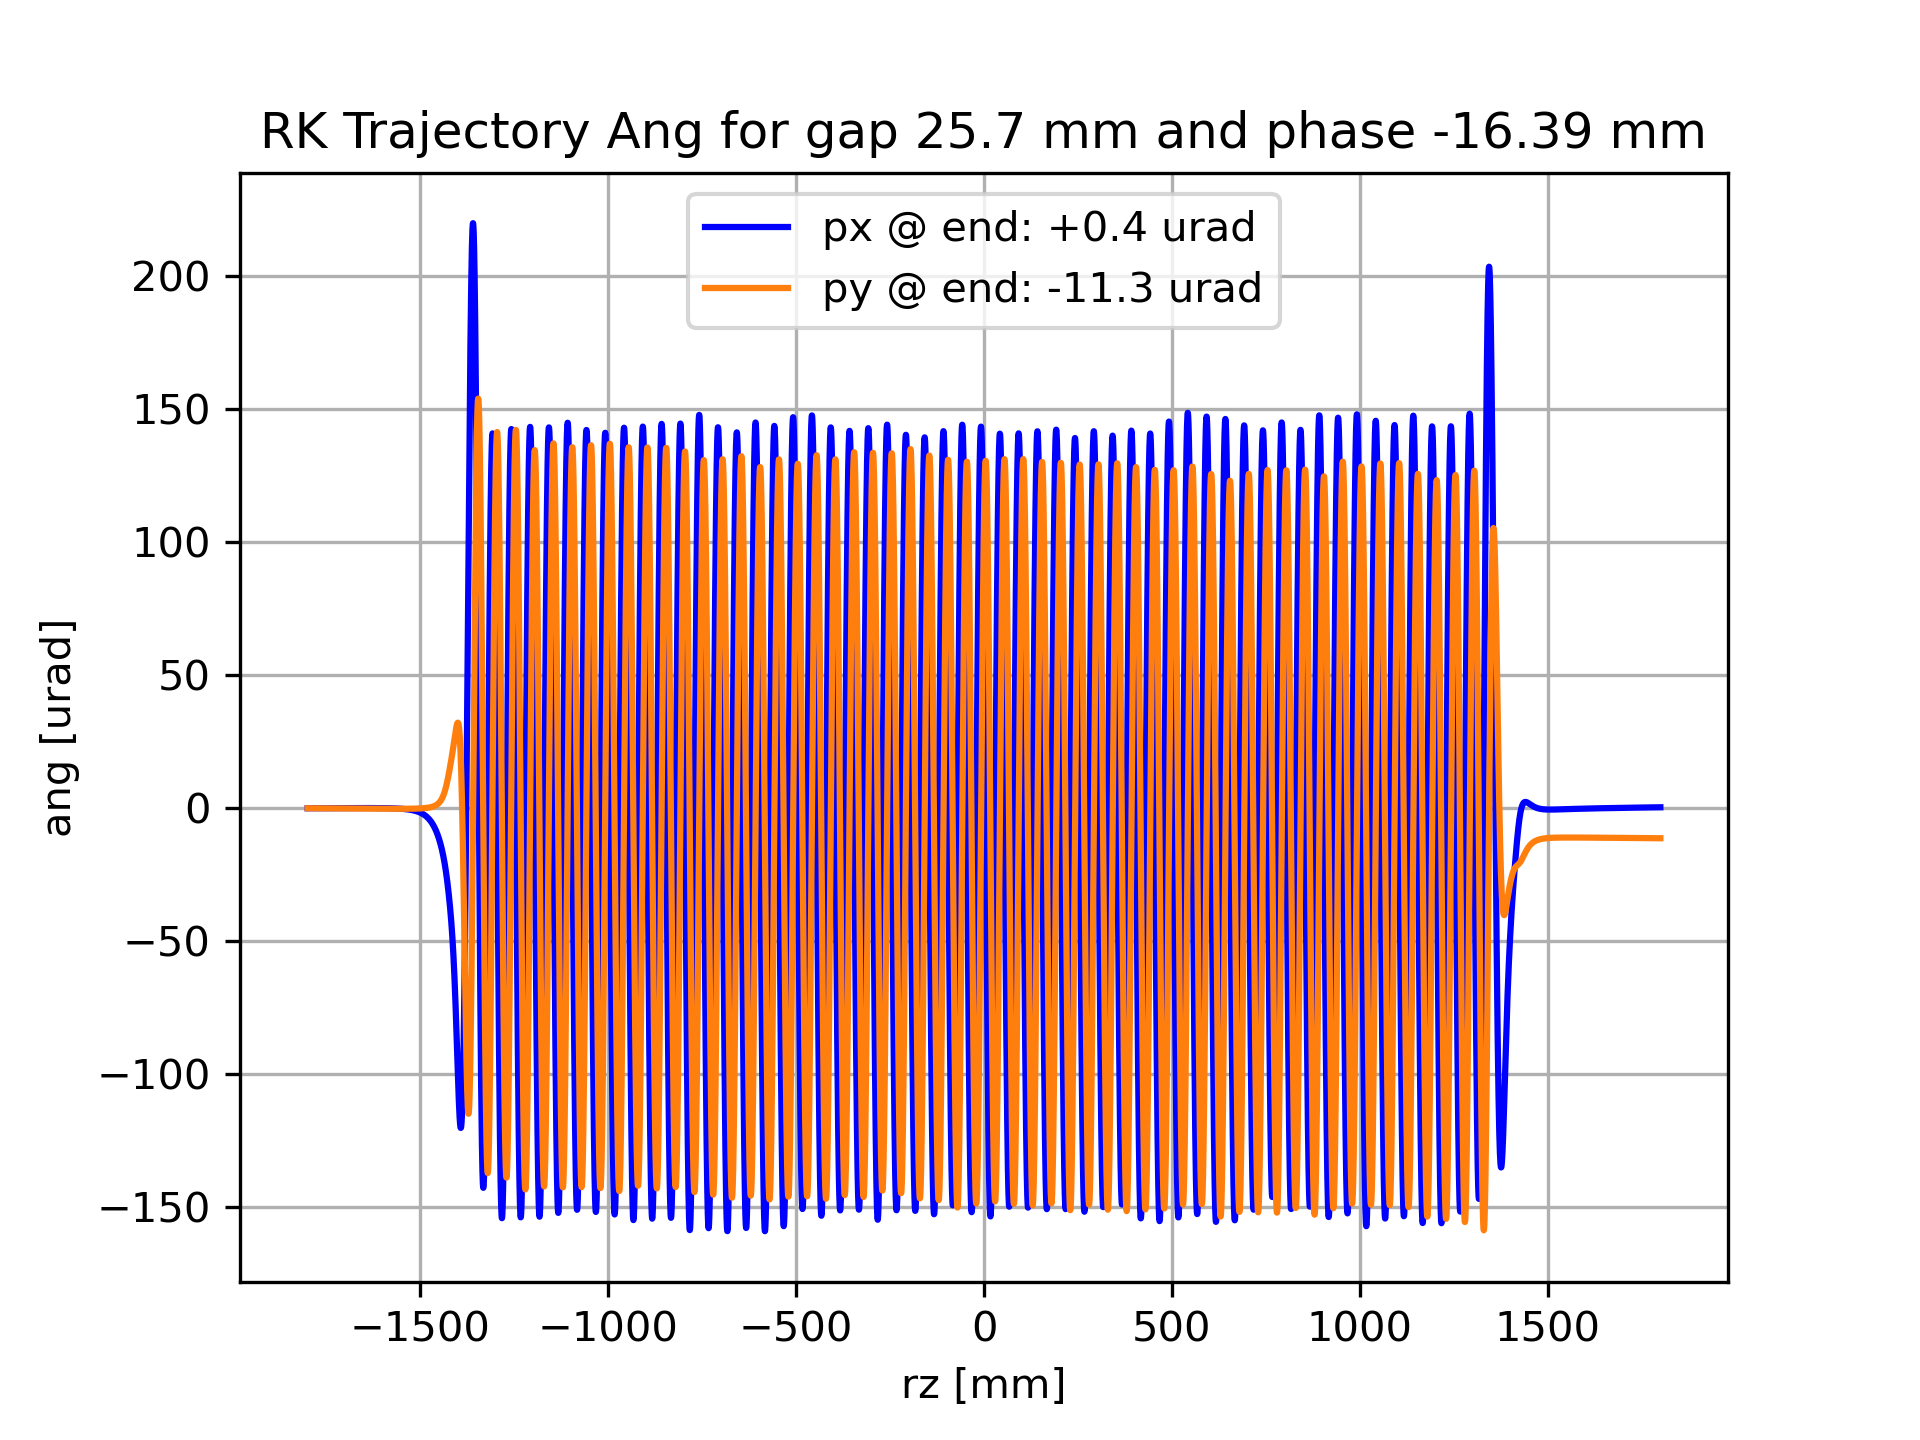 RK Trajectory Ang for gap 25.7 mm and phase -16.39 mm
px @ end: +0.4 urad
py @ end: -11.3 urad
200
150
100
50
0
−50
−100
−150
ang [urad]
−1500 −1000 −500 0 500 1000 1500
rz [mm]